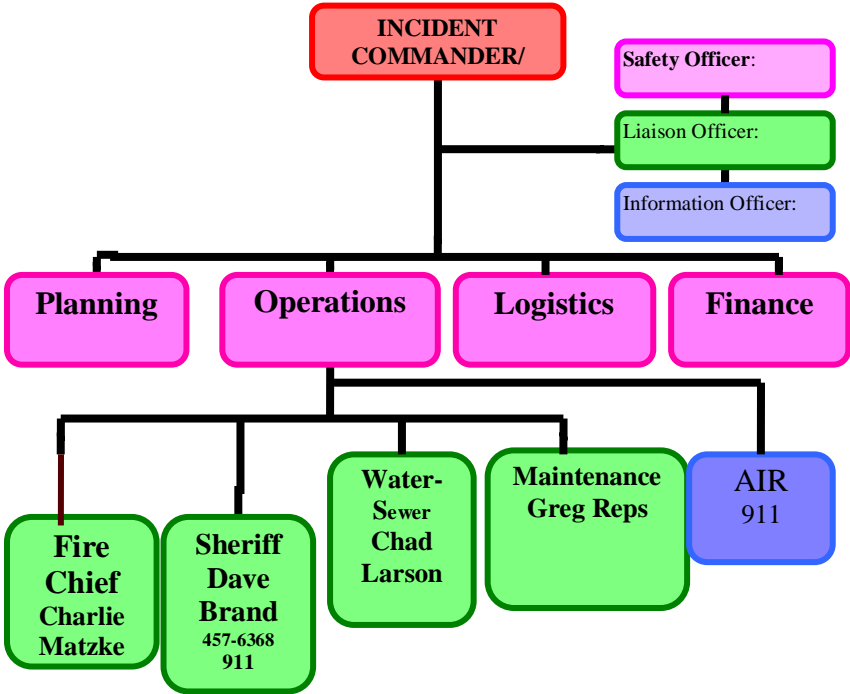 INCIDENT
COMMANDER/
Safety Officer:
Liaison Officer:
Information Officer:
Planning
Operations
Logistics
Finance
Fire
Chief
Charlie
Matzke
Sheriff
Dave
Brand
457-6368
911
Water-
Sewer
Chad
Larson
Maintenance
Greg Reps
AIR
911